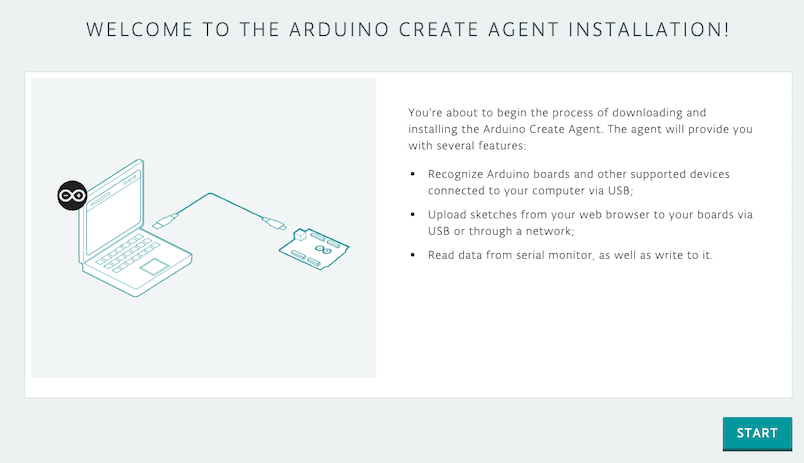 WELCOME TO THE ARDUINO CREATE AGENT INSTALLATION!
You're about to begin the process of downloading and
installing the Arduino Create Agent. The agent will provide you
with several features:
• Recognize Arduino boards and other supported devices
connected to your computer via USB;
• Upload sketches from your web browser to your boards via
USB or through a network;
• Read data from serial monitor, as well as write to it.
START